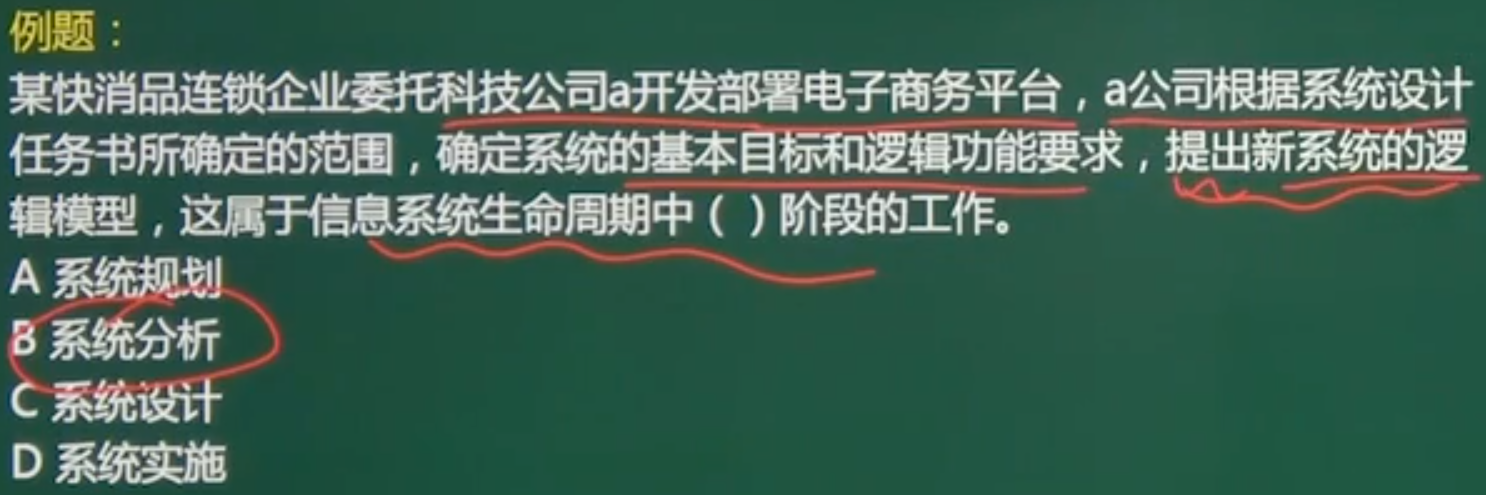 例题：
某快消品连锁企业委托科技公司a开发部署电子商务平台，a公司根据系统设计
任务书所确定的范围，确定系统的基本目标和逻辑功能要求，提出新系统的逻
辑模型，这属于信息系统生命周期中（ ）阶段的工作。
A 系统规划
B 系统分析
C 系统设计
D 系统实施